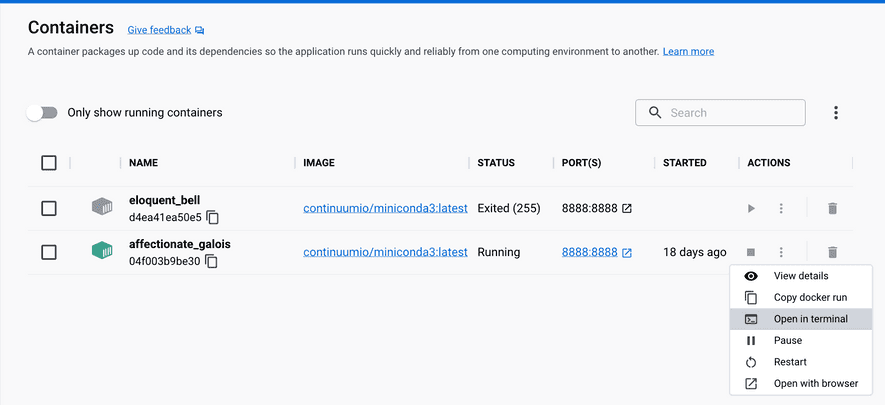 Containers Give feedback
A container packages up code and its dependencies so the application runs quickly and reliably from one computing environment to another. Learn more
Only show running containers
Search
NAME IMAGE STATUS PORT(S) STARTED ACTIONS
eloquent_bell
d4ea41ea50e5
continuumio/miniconda3:latest Exited (255) 8888:8888
affectionate_galois
04f003b9be30
continuumio/miniconda3:latest Running 8888:8888 18 days ago
View details
Copy docker run
Open in terminal
Pause
Restart
Open with browser